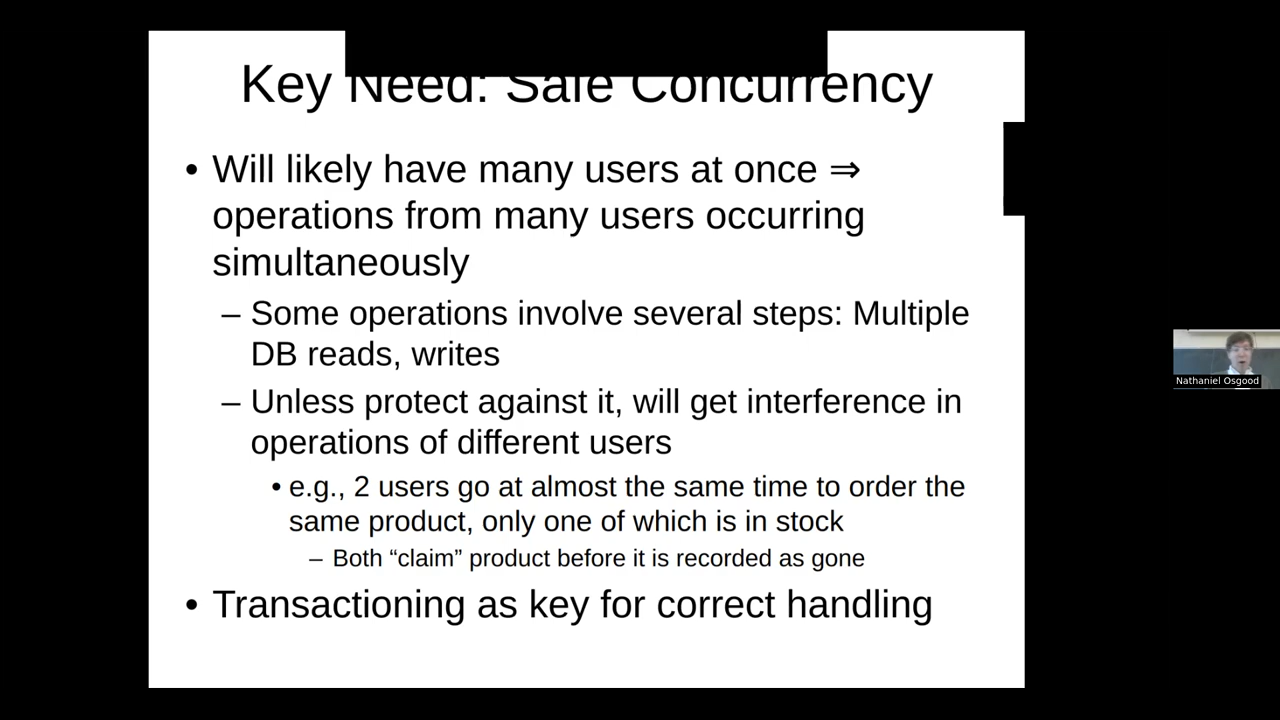 Key Need: Safe Concurrency
• Will likely have many users at once ⇒
operations from many users occurring
simultaneously
– Some operations involve several steps: Multiple
DB reads, writes
– Unless protect against it, will get interference in
operations of different users
• e.g., 2 users go at almost the same time to order the
same product, only one of which is in stock
– Both “claim” product before it is recorded as gone
• Transactioning as key for correct handling
Nathaniel Osgood